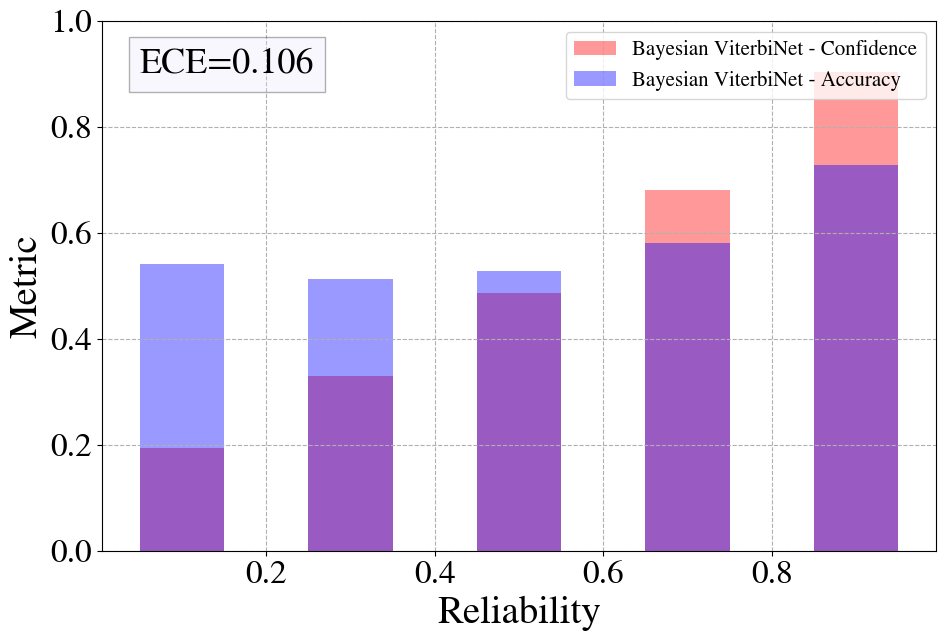 ECE=0.106
Bayesian ViterbiNet - Confidence
Bayesian ViterbiNet - Accuracy
Metric
1.0
0.8
0.6
0.4
0.2
0.0
0.2 0.4 0.6 0.8
Reliability